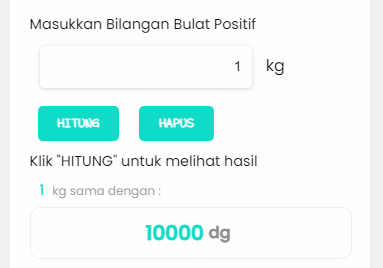 Masukkan Bilangan Bulat Positif
1 kg
HITUNG HAPUS
Klik "HITUNG" untuk melihat hasil
1 kg sama dengan :
10000 dg